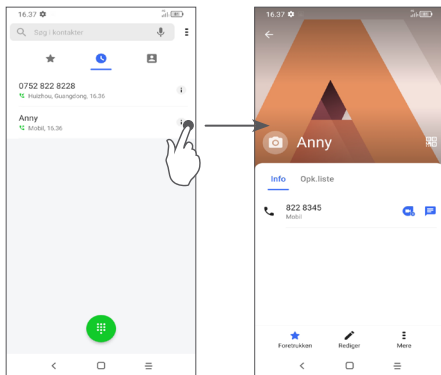 16.37
Søg i kontakter
0752 822 8228
Huizhou, Guangdong, 16.36
Anny
Mobil, 16.36
16.37
Anny
Info Opk.liste
822 8345
Mobil
Foretrukken Rediger Mere